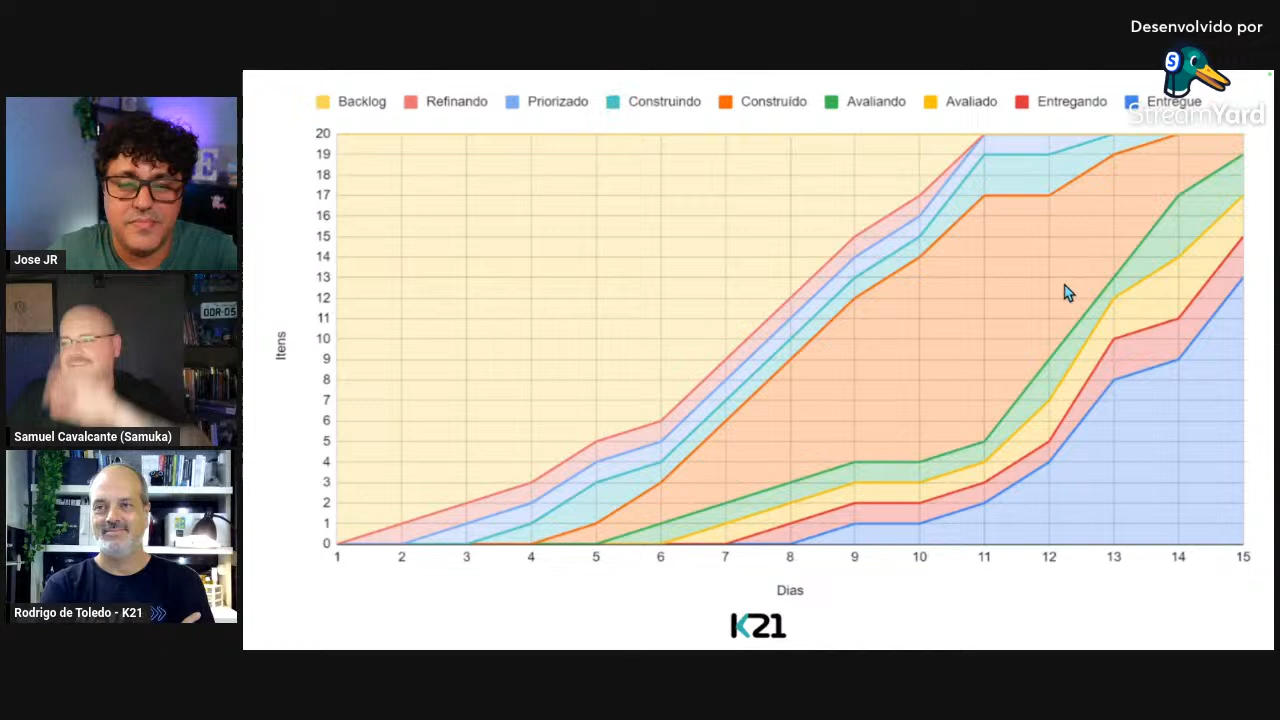 Desenvolvido por
StreamYard
S
Backlog Refinando Priorizado Construindo Construído Avaliando Avaliado Entregando Entregue
20
19
18
17
16
15
14
13
12
11
10
9
8
7
6
5
4
3
2
1
0
Itens
1 2 3 4 5 6 7 8 9 10 11 12 13 14 15
Dias
K21
Jose JR
Samuel Cavalcante (Samuka)
Rodrigo de Toledo - K21